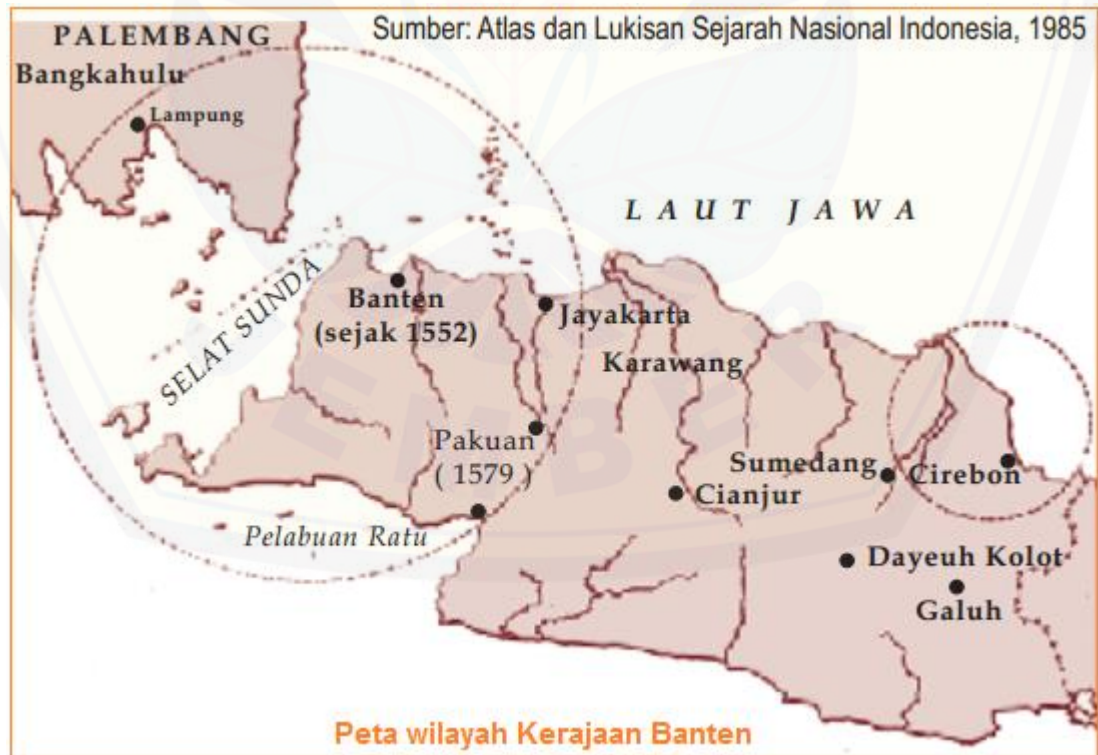 Sumber: Atlas dan Lukisan Sejarah Nasional Indonesia, 1985
PALEMBANG
Bangkahulu
Lampung
LAUT JAWA
SELAT SUNDA
Banten
(sejak 1552)
Jayakarta
Karawang
Pakuan
( 1579 )
Sumedang
Cirebon
Cianjur
Pelabuan Ratu
Dayeuh Kolot
Galuh
Peta wilayah Kerajaan Banten